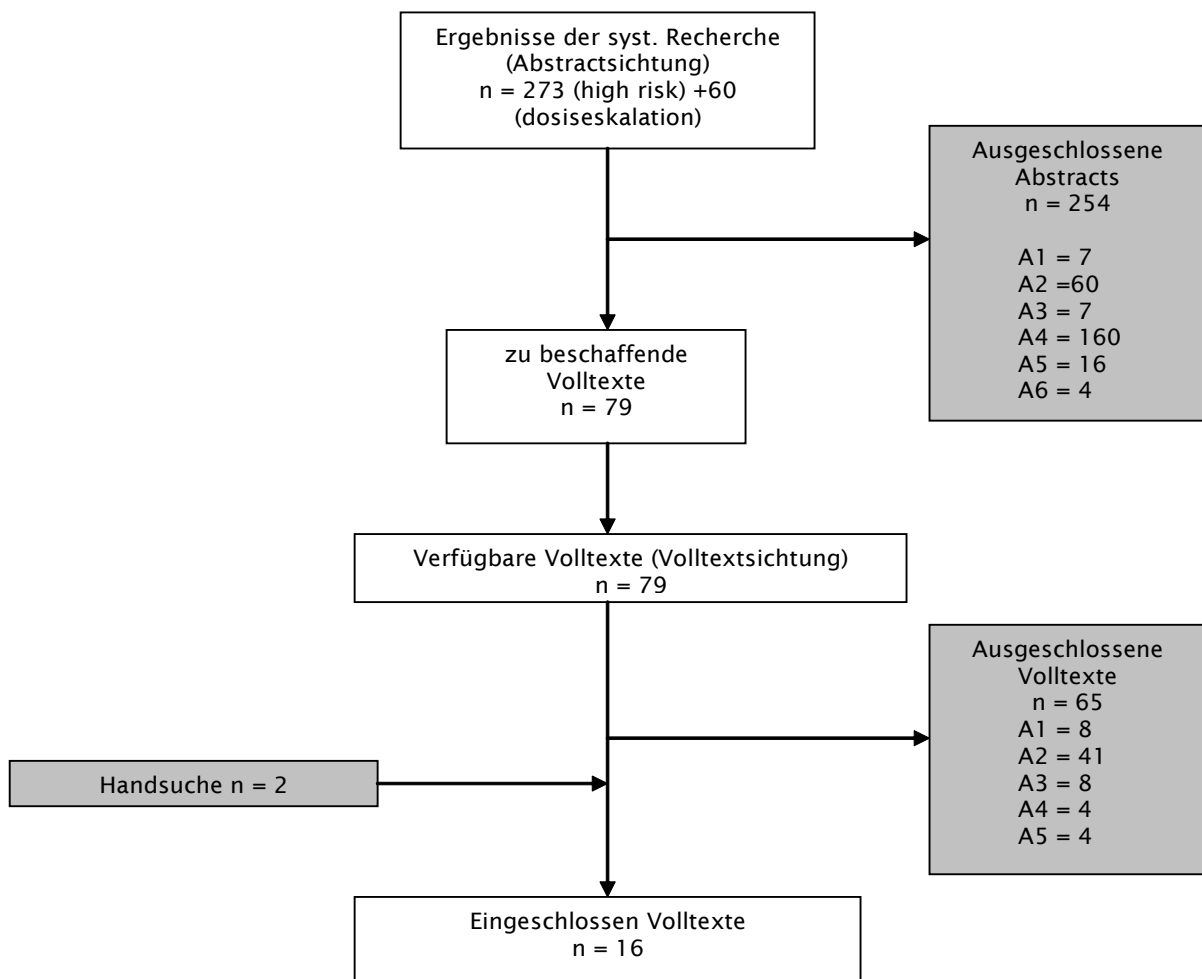 Ergebnisse der syst. Recherche
(Abstractsichtung)
n = 273 (high risk) +60
(dosiseskalation)
Ausgeschlossene
Abstracts
n = 254
A1 = 7
A2 =60
A3 = 7
A4 = 160
A5 = 16
A6 = 4
zu beschaffende
Volltexte
n = 79
Verfügbare Volltexte (Volltextsichtung)
n = 79
Ausgeschlossene
Volltexte
n = 65
A1 = 8
A2 = 41
A3 = 8
A4 = 4
A5 = 4
Handsuche n = 2
Eingeschlossen Volltexte
n = 16